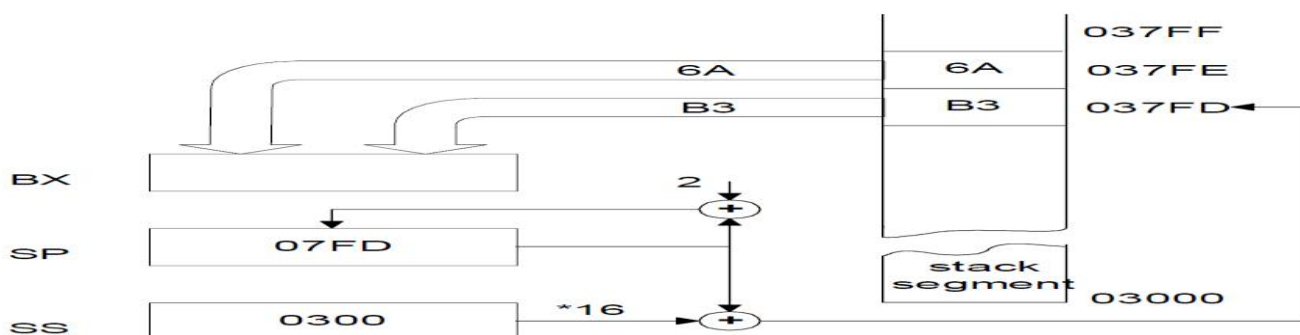 037FF
6A 6A 037FE
B3 B3 037FD
BX
2
+
SP 07FD
stack
segment
03000
SS 0300 *16 +